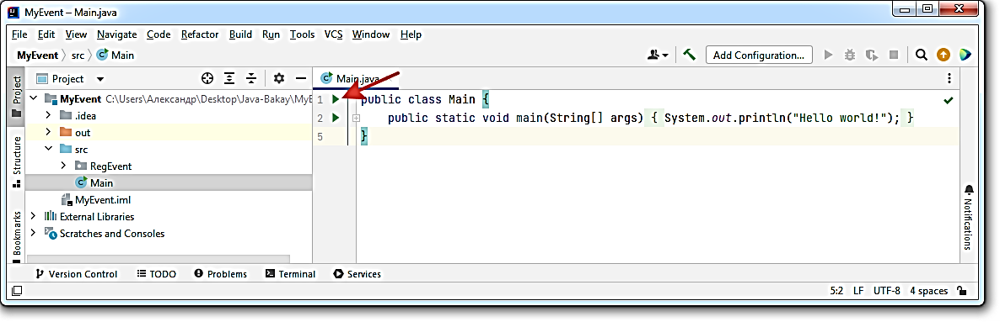 MyEvent – Main.java
File Edit View Navigate Code Refactor Build Run Tools VCS Window Help
MyEvent src Main
Add Configuration...
Project
Project
Main.java
MyEvent C:\Users\Александр\Desktop\Java-Bakay\MyE
.idea
out
src
RegEvent
Main
MyEvent.iml
External Libraries
Scratches and Consoles
1 public class Main {
2 public static void main(String[] args) { System.out.println("Hello world!"); }
5 }
Structure
Bookmarks
Notifications
Version Control TODO Problems Terminal Services
5:2 LF UTF-8 4 spaces